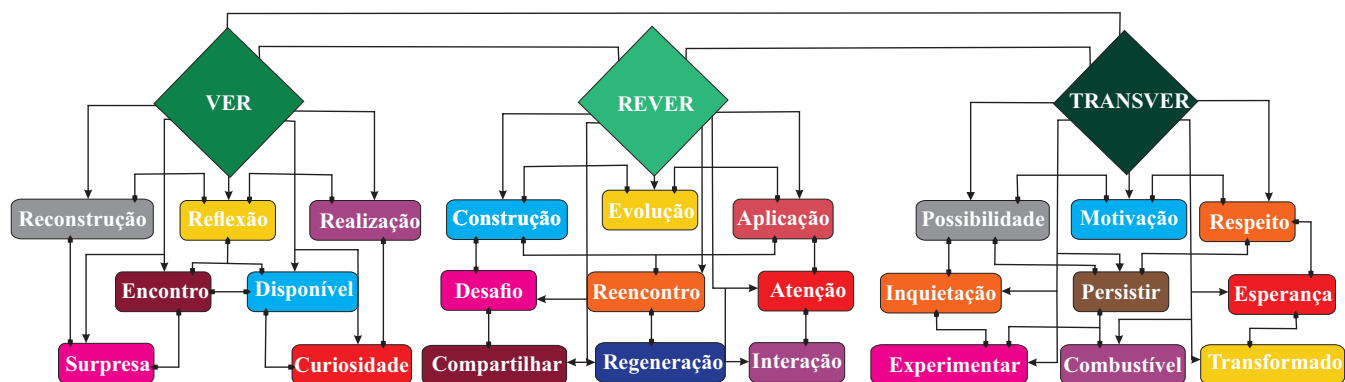 VER
REVER
TRANSVER
Reconstrução
Reflexão
Realização
Construção
Evolução
Aplicação
Possibilidade
Motivação
Respeito
Encontro
Disponível
Desafio
Reencontro
Atenção
Inquietação
Persistir
Esperança
Surpresa
Curiosidade
Compartilhar
Regeneração
Interação
Experimentar
Combustível
Transformado